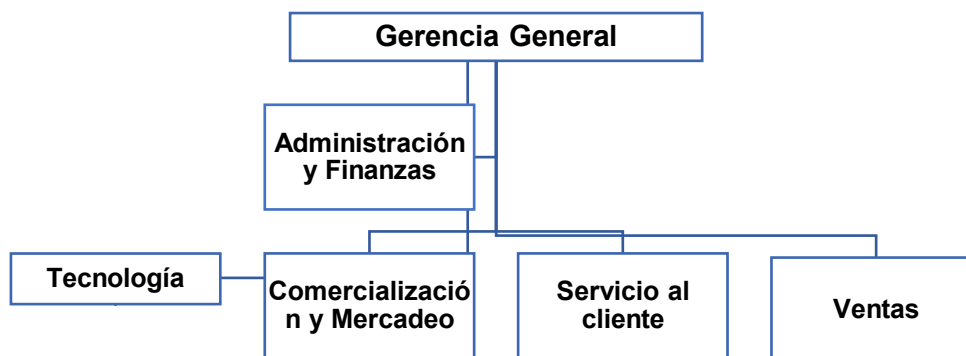 Gerencia General
Administración
y Finanzas
Tecnología
Comercializació
n y Mercadeo
Servicio al
cliente
Ventas